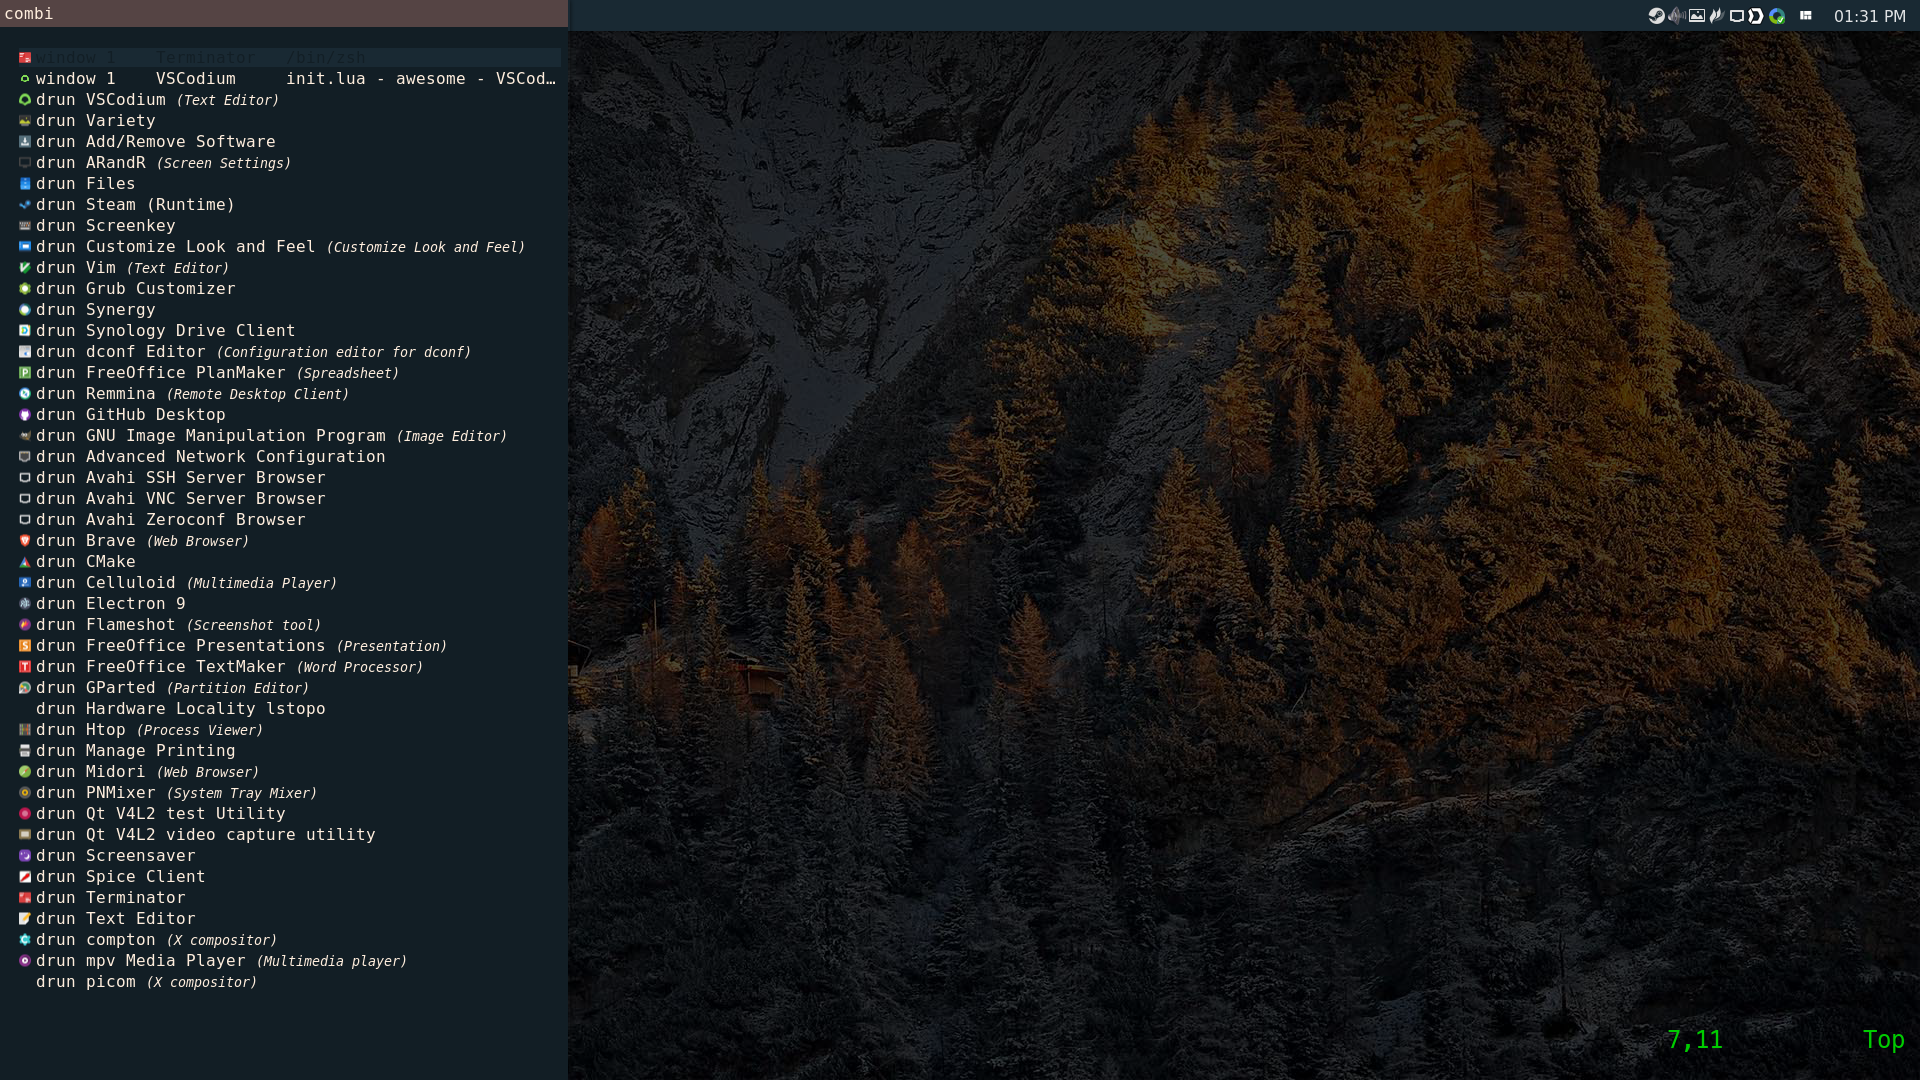 combi
01:31 PM
window 1 Terminator /bin/zsh
window 1 VSCodium init.lua - awesome - VSCod…
drun VSCodium (Text Editor)
drun Variety
drun Add/Remove Software
drun ARandR (Screen Settings)
drun Files
drun Steam (Runtime)
drun Screenkey
drun Customize Look and Feel (Customize Look and Feel)
drun Vim (Text Editor)
drun Grub Customizer
drun Synergy
drun Synology Drive Client
drun dconf Editor (Configuration editor for dconf)
drun FreeOffice PlanMaker (Spreadsheet)
drun Remmina (Remote Desktop Client)
drun GitHub Desktop
drun GNU Image Manipulation Program (Image Editor)
drun Advanced Network Configuration
drun Avahi SSH Server Browser
drun Avahi VNC Server Browser
drun Avahi Zeroconf Browser
drun Brave (Web Browser)
drun CMake
drun Celluloid (Multimedia Player)
drun Electron 9
drun Flameshot (Screenshot tool)
drun FreeOffice Presentations (Presentation)
drun FreeOffice TextMaker (Word Processor)
drun GParted (Partition Editor)
drun Hardware Locality lstopo
drun Htop (Process Viewer)
drun Manage Printing
drun Midori (Web Browser)
drun PNMixer (System Tray Mixer)
drun Qt V4L2 test Utility
drun Qt V4L2 video capture utility
drun Screensaver
drun Spice Client
drun Terminator
drun Text Editor
drun compton (X compositor)
drun mpv Media Player (Multimedia player)
drun picom (X compositor)
7,11 Top